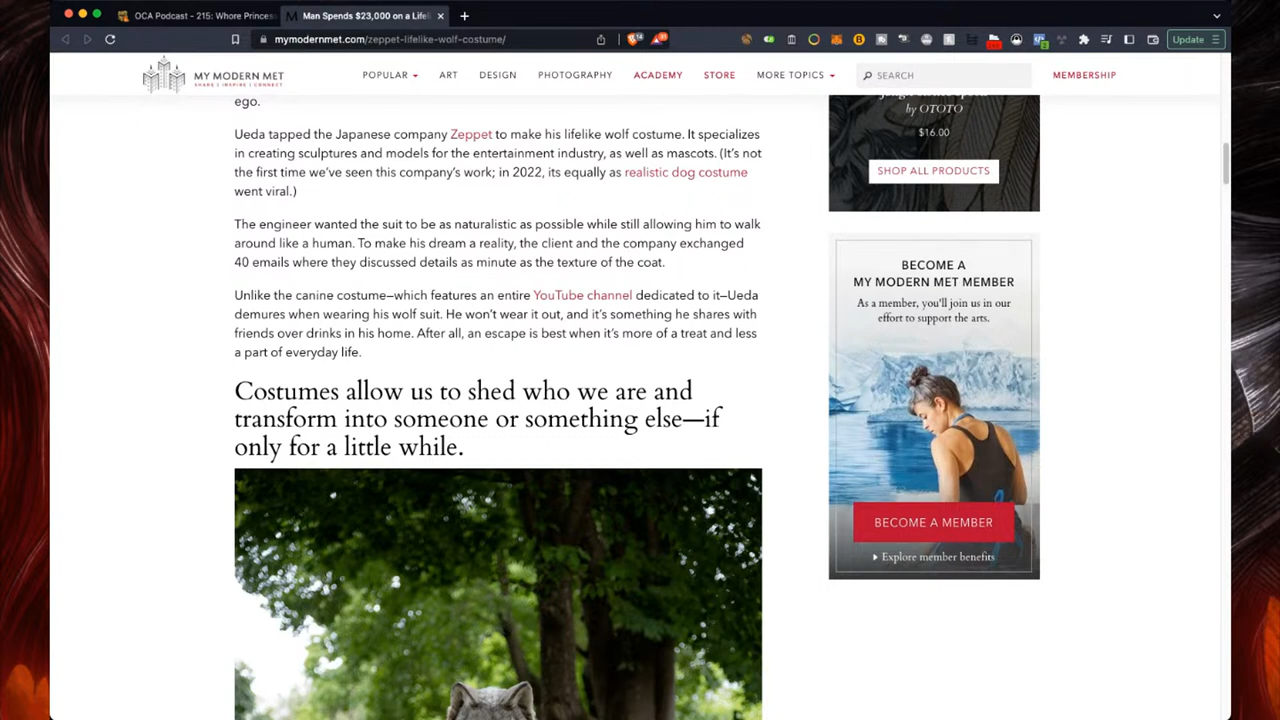 OCA Podcast - 215: Whore Princes
Man Spends $23,000 on a Lifel
mymodernmet.com/zeppet-lifelike-wolf-costume/
Update
MY MODERN MET
SHARE | INSPIRE | CONNECT
POPULAR
ART
DESIGN
PHOTOGRAPHY
ACADEMY
STORE
MORE TOPICS
SEARCH
MEMBERSHIP
ego.
Ueda tapped the Japanese company Zeppet to make his lifelike wolf costume. It specializes
in creating sculptures and models for the entertainment industry, as well as mascots. (It's not
the first time we've seen this company's work; in 2022, its equally as realistic dog costume
went viral.)
The engineer wanted the suit to be as naturalistic as possible while still allowing him to walk
around like a human. To make his dream a reality, the client and the company exchanged
40 emails where they discussed details as minute as the texture of the coat.
Unlike the canine costume—which features an entire YouTube channel dedicated to it—Ueda
demures when wearing his wolf suit. He won't wear it out, and it's something he shares with
friends over drinks in his home. After all, an escape is best when it's more of a treat and less
a part of everyday life.
Costumes allow us to shed who we are and
transform into someone or something else—if
only for a little while.
by OTOTO
$16.00
SHOP ALL PRODUCTS
BECOME A
MY MODERN MET MEMBER
As a member, you'll join us in our
effort to support the arts.
BECOME A MEMBER
Explore member benefits